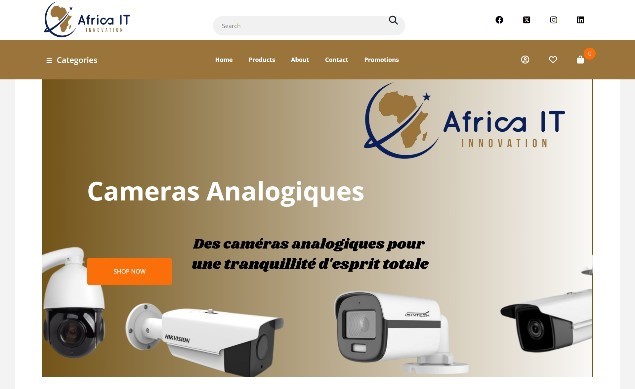 Africa IT
INNOVATION
Search
Categories
Home
Products
About
Contact
Promotions
0
Africa IT
INNOVATION
Cameras Analogiques
Des caméras analogiques pour
une tranquillité d'esprit totale
SHOP NOW
HIKVISION